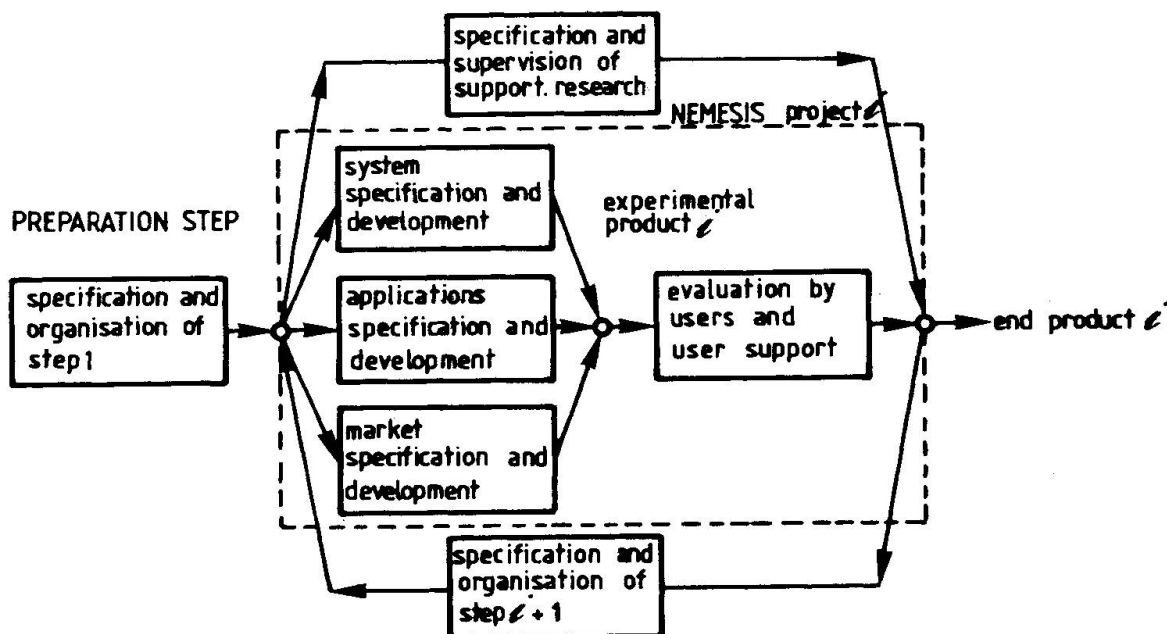 specification and
supervision of
support. research
NEMESIS project i
system
specification and
development
experimental
product i
PREPARATION STEP
specification and
organisation of
step 1
applications
specification and
development
evaluation by
users and
user support
end product i
market
specification and
development
specification and
organisation of
step i + 1